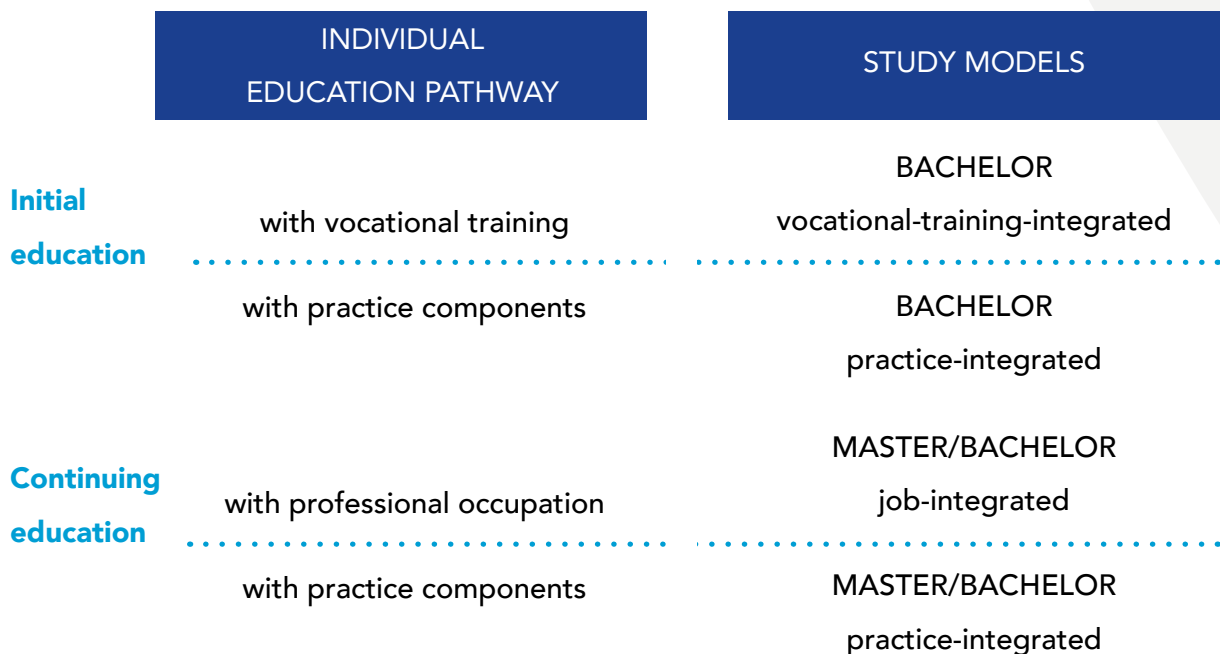 INDIVIDUAL
EDUCATION PATHWAY
STUDY MODELS
Initial
education
with vocational training
BACHELOR
vocational-training-integrated
with practice components
BACHELOR
practice-integrated
Continuing
education
with professional occupation
MASTER/BACHELOR
job-integrated
with practice components
MASTER/BACHELOR
practice-integrated